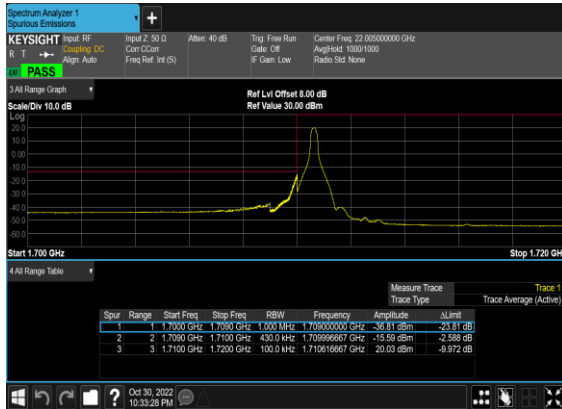 Spectrum Analyzer 1
Spurious Emissions
KEYSIGHT Input: RF Input Z: 50 Ω Atten: 40 dB Trig: Free Run Center Freq: 22.005000000 GHz
R T Coupling: DC Corr CCorr Gate: Off Avg|Hold: 1000/1000
Align: Auto Freq Ref: Int (S) IF Gain: Low Radio Std: None
PASS
3 All Range Graph
Ref Lvl Offset 8.00 dB
Scale/Div 10.0 dB Ref Value 30.00 dBm
Log
20.0
10.0
0.00
-10.0
-20.0
-30.0
-40.0
-50.0
-60.0
Start 1.700 GHz Stop 1.720 GH
4 All Range Table
Measure Trace Trace 1
Trace Type Trace Average (Active)
Spur Range Start Freq Stop Freq RBW Frequency Amplitude ΔLimit
1 1 1.7000 GHz 1.7090 GHz 1.000 MHz 1.709000000 GHz -36.81 dBm -23.81 dB
2 2 1.7090 GHz 1.7100 GHz 430.0 kHz 1.709996667 GHz -15.59 dBm -2.588 dB
3 3 1.7100 GHz 1.7200 GHz 100.0 kHz 1.710616667 GHz 20.03 dBm -9.972 dB
Oct 30, 2022
10:33:28 PM